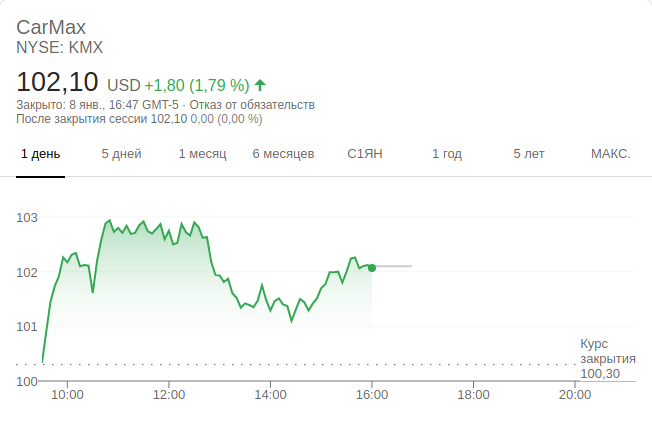 CarMax
NYSE: KMX
102,10 USD +1,80 (1,79 %)
Закрыто: 8 янв., 16:47 GMT-5 · Отказ от обязательств
После закрытия сессии 102,10 0,00 (0,00 %)
1 день 5 дней 1 месяц 6 месяцев С1ЯН 1 год 5 лет МАКС.
103
102
101
Курс
закрытия
100,30
100
10:00 12:00 14:00 16:00 18:00 20:00